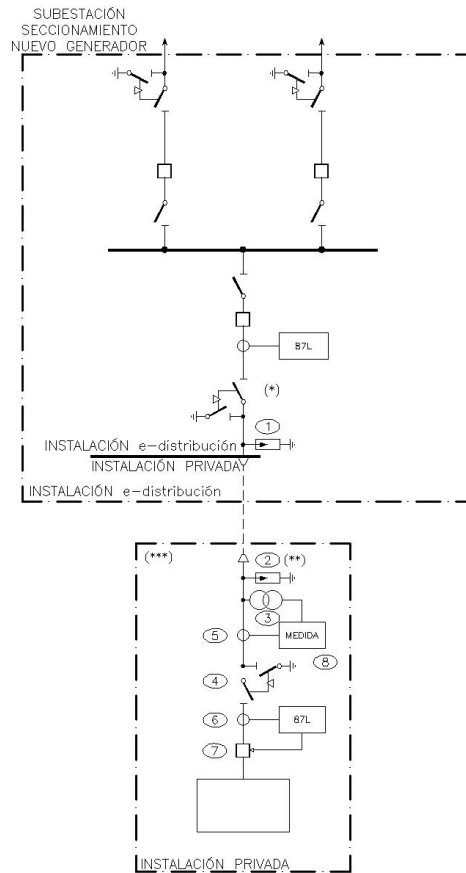 SUBESTACIÓN
SECCIONAMIENTO
NUEVO GENERADOR
87L
(*)
1
INSTALACIÓN e-distribución
INSTALACIÓN PRIVADA
INSTALACIÓN e-distribución
(***)
2 (**)
3
5 MEDIDA
8
4
6 87L
7
INSTALACIÓN PRIVADA